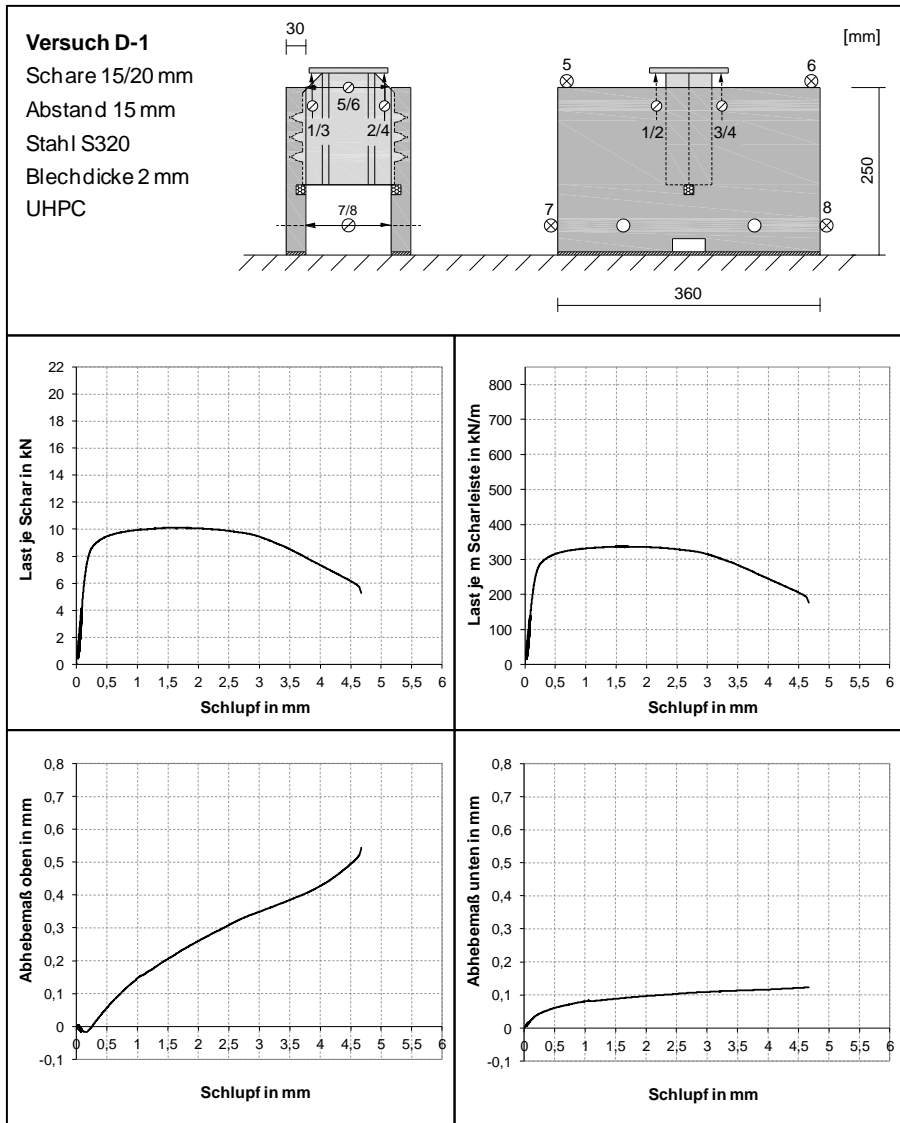 Versuch D-1
Schare 15/20 mm
Abstand 15 mm
Stahl S320
Blechdicke 2 mm
UHPC
30
5/6
1/3 2/4
7/8
[mm]
5 6
1/2 3/4
7 8
250
360
Last je Schar in kN
22
20
18
16
14
12
10
8
6
4
2
0
0 0,5 1 1,5 2 2,5 3 3,5 4 4,5 5 5,5 6
Schlupf in mm
Last je m Scharleiste in kN/m
800
700
600
500
400
300
200
100
0
0 0,5 1 1,5 2 2,5 3 3,5 4 4,5 5 5,5 6
Schlupf in mm
Abhebemaß oben in mm
0,8
0,7
0,6
0,5
0,4
0,3
0,2
0,1
0
-0,1
0 0,5 1 1,5 2 2,5 3 3,5 4 4,5 5 5,5 6
Schlupf in mm
Abhebemaß unten in mm
0,8
0,7
0,6
0,5
0,4
0,3
0,2
0,1
0
-0,1
0 0,5 1 1,5 2 2,5 3 3,5 4 4,5 5 5,5 6
Schlupf in mm